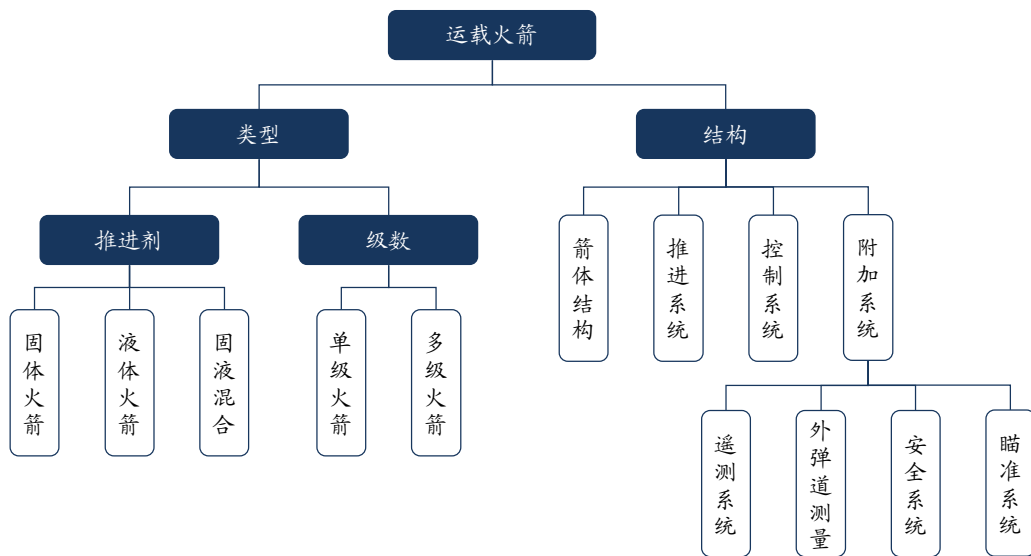 运载火箭
类型
结构
推进剂
级数
箭体结构
推进系统
控制系统
附加系统
固体火箭
液体火箭
固液混合
单级火箭
多级火箭
遥测系统
外弹道测量
安全系统
瞄准系统